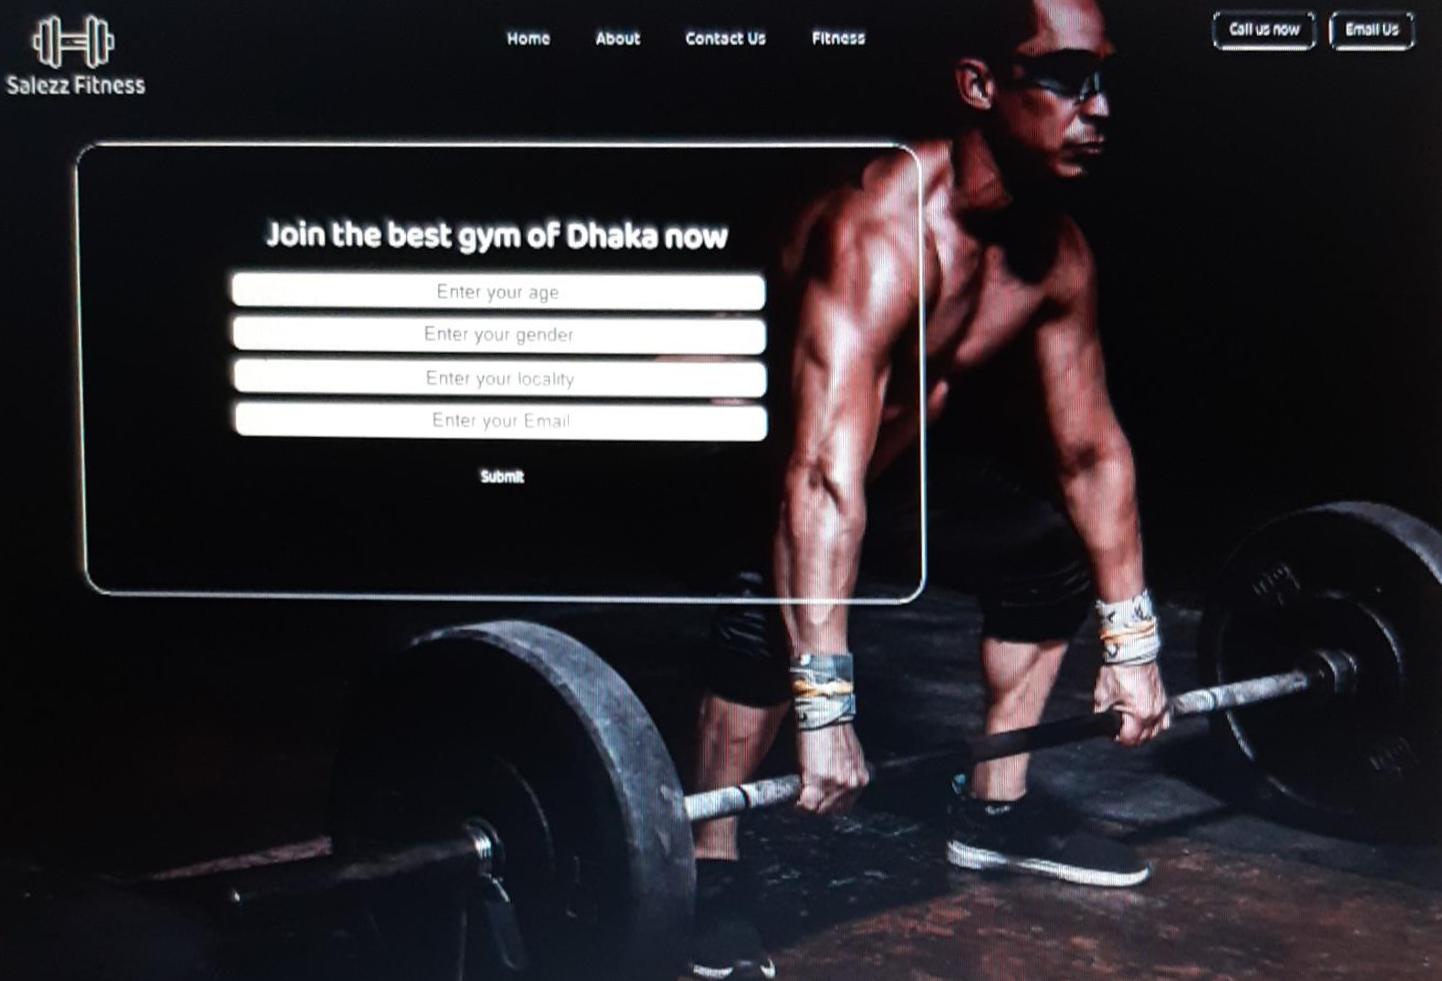 Salezz Fitness
Home About Contact Us Fitness
Call us now Email Us
Join the best gym of Dhaka now
Enter your age
Enter your gender
Enter your locality
Enter your Email
Submit